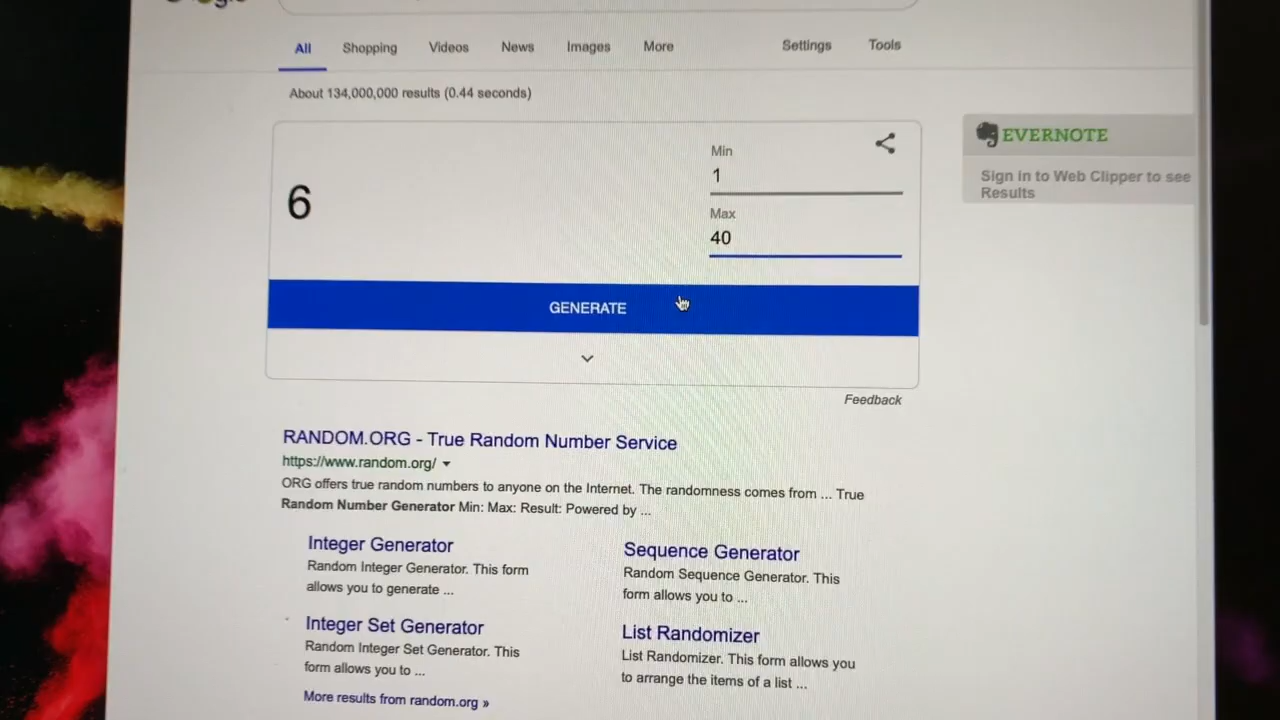 All Shopping Videos News Images More Settings Tools
About 134,000,000 results (0.44 seconds)
6
Min
1
Max
40
GENERATE
Feedback
EVERNOTE
Sign in to Web Clipper to see
Results
RANDOM.ORG - True Random Number Service
https://www.random.org/
ORG offers true random numbers to anyone on the Internet. The randomness comes from ... True
Random Number Generator Min: Max: Result: Powered by ...
Integer Generator
Random Integer Generator. This form
allows you to generate ...
Sequence Generator
Random Sequence Generator. This
form allows you to ...
Integer Set Generator
Random Integer Set Generator. This
form allows you to ...
List Randomizer
List Randomizer. This form allows you
to arrange the items of a list ...
More results from random.org »